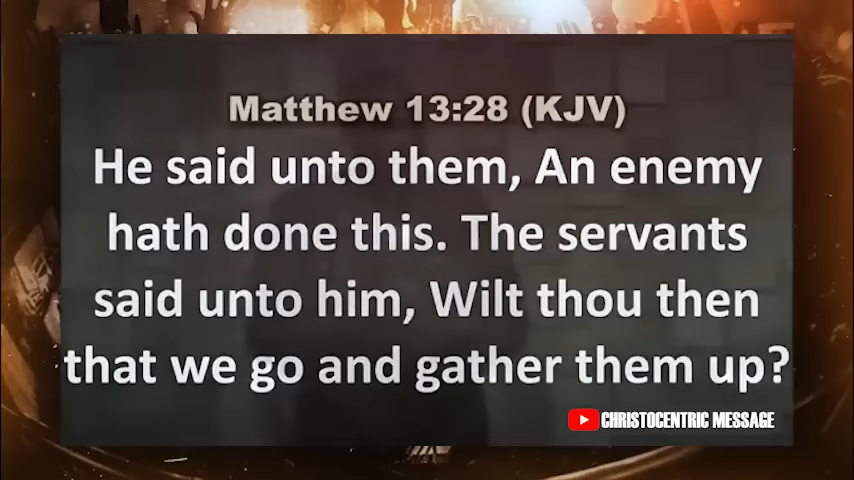 Matthew 13:28 (KJV)
He said unto them, An enemy
hath done this. The servants
said unto him, Wilt thou then
that we go and gather them up?
CHRISTOCENTRIC MESSAGE